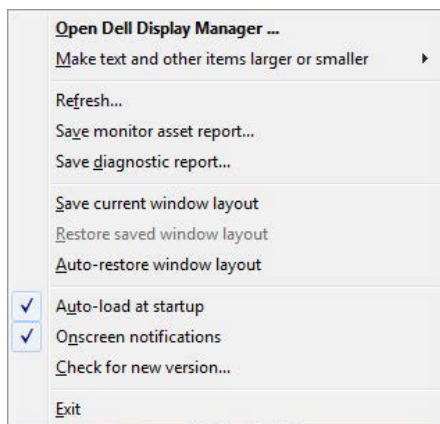 Open Dell Display Manager ...
Make text and other items larger or smaller
Refresh...
Save monitor asset report...
Save diagnostic report...
Save current window layout
Restore saved window layout
Auto-restore window layout
Auto-load at startup
Onscreen notifications
Check for new version...
Exit